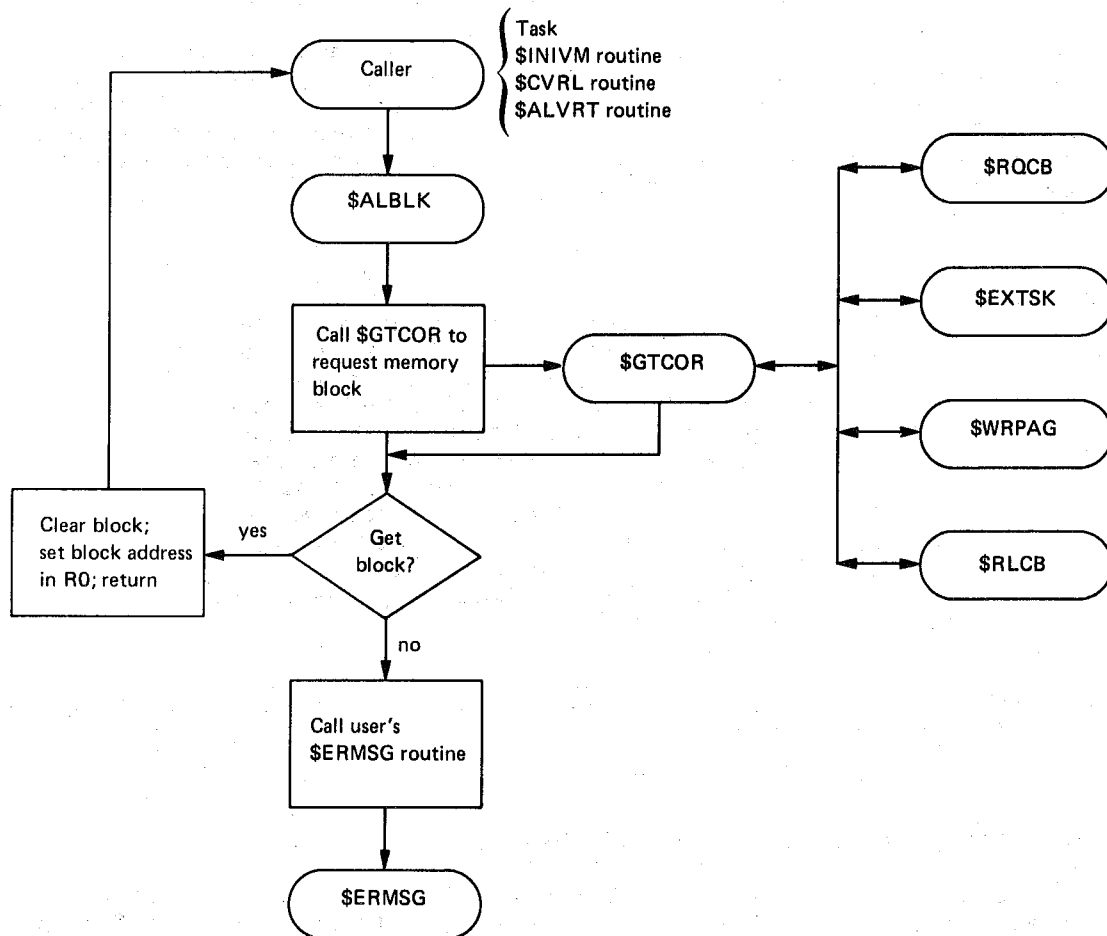 Caller
Task
$INIVM routine
$CVRL routine
$ALVRT routine
$ALBLK
Call $GTCOR to
request memory
block
$GTCOR
$RQCB
$EXTSK
$WRPAG
$RLCB
Get
block?
yes
Clear block;
set block address
in R0; return
no
Call user's
$ERMSG routine
$ERMSG